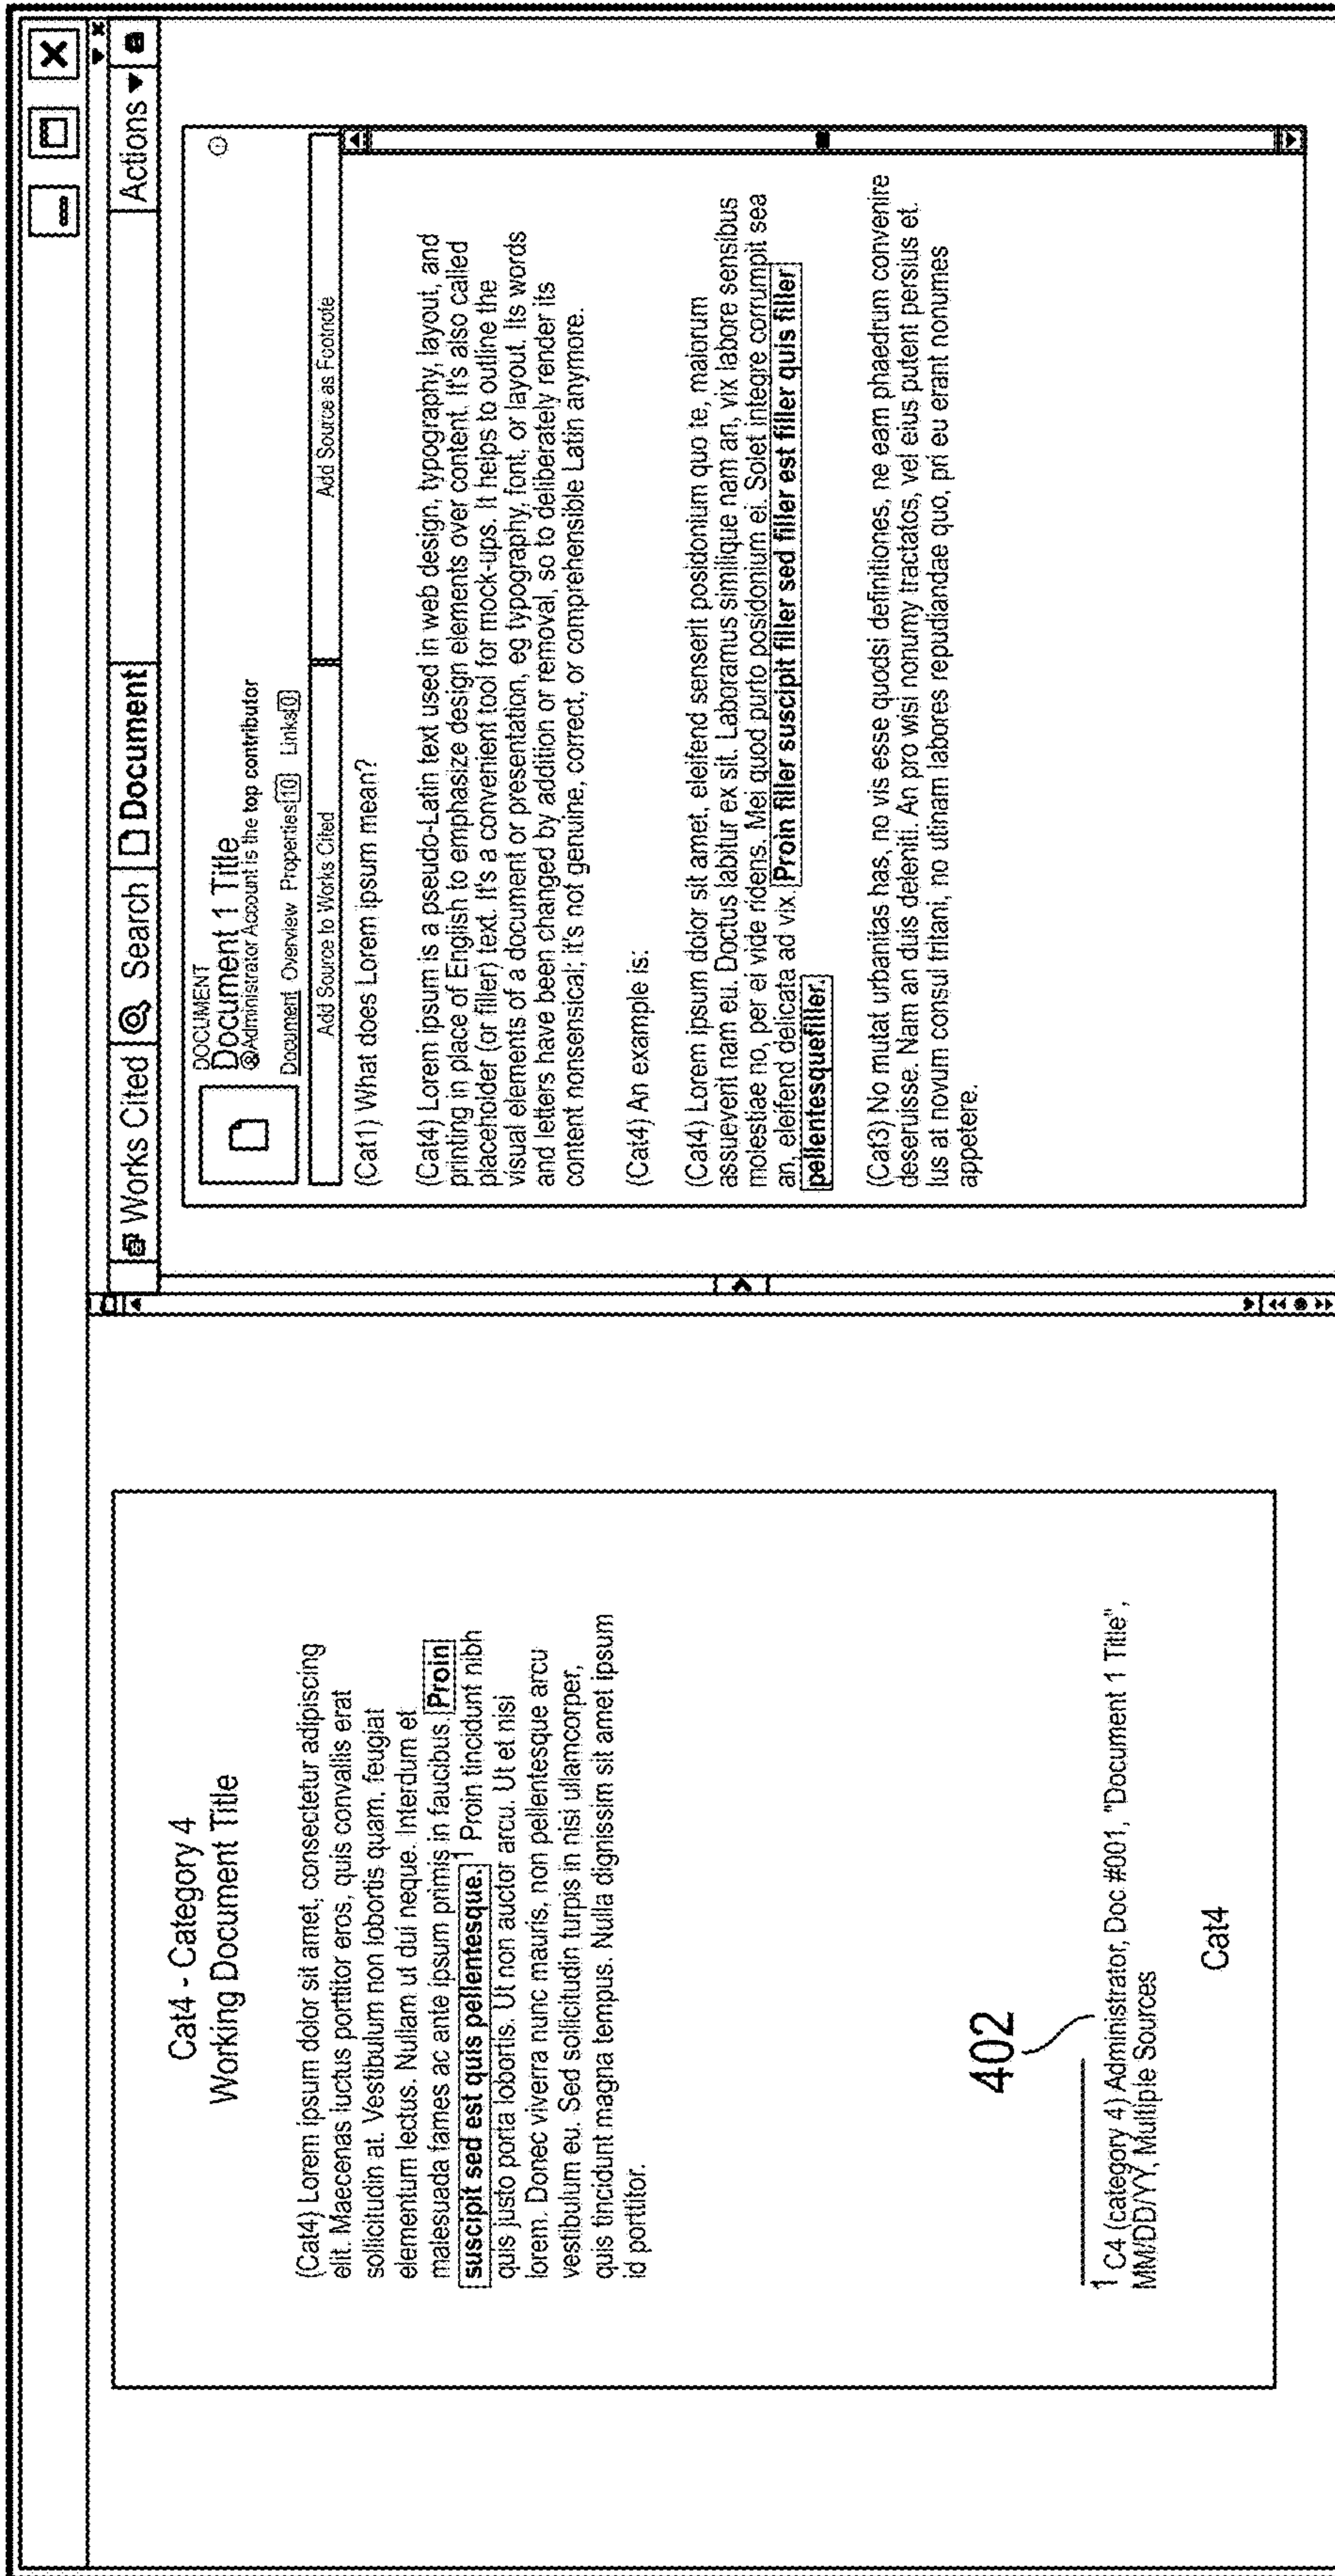 Cat4 - Category 4
Working Document Title
(Cat4) Lorem ipsum dolor sit amet, consectetur adipiscing
elit. Maecenas luctus porttitor eros, quis convallis erat
sollicitudin at. Vestibulum non lobortis quam, feugiat
elementum lectus. Nullam ut dui neque. Interdum et
malesuada fames ac ante ipsum primis in faucibus. Proin
suscipit sed est quis pellentesque.1 Proin tincidunt nibh
quis justo porta lobortis. Ut non auctor arcu. Ut et nisi
lorem. Donec viverra nunc mauris, non pellentesque arcu
vestibulum eu. Sed sollicitudin turpis in nisi ullamcorper,
quis tincidunt magna tempus. Nulla dignissim sit amet ipsum
id porttitor.
402
1 C4 (category 4) Administrator, Doc #001, "Document 1 Title",
MM/DD/YY, Multiple Sources
Cat4
Works Cited Search Document Actions
DOCUMENT
Document 1 Title
@Administrator Account is the top contributor
Document Overview Properties 10 Links 0
Add Source to Works Cited Add Source as Footnote
(Cat1) What does Lorem ipsum mean?
(Cat4) Lorem ipsum is a pseudo-Latin text used in web design, typography, layout, and
printing in place of English to emphasize design elements over content. It's also called
placeholder (or filler) text. It's a convenient tool for mock-ups. It helps to outline the
visual elements of a document or presentation, eg typography, font, or layout. Its words
and letters have been changed by addition or removal, so to deliberately render its
content nonsensical; it's not genuine, correct, or comprehensible Latin anymore.
(Cat4) An example is:
(Cat4) Lorem ipsum dolor sit amet, eleifend senserit posidonium quo te, maiorum
assueverit nam eu. Doctus labitur ex sit. Laboramus similique nam an, vix labore sensibus
molestiae no, per ei vide ridens. Mei quod purto posidonium ei. Solet integre corrumpit sea
an, eleifend delicata ad vix. Proin filler suscipit filler sed filler est filler quis filler
pellentesquefiller.
(Cat3) No mutat urbanitas has, no vis esse quodsi definitiones, ne eam phaedrum convenire
deseruisse. Nam an duis deleniti. An pro wisi nonumy tractatos, vel eius putent persius et.
Ius at novum consul tritani, no utinam labores repudiandae quo, pri eu erant nonumes
appetere.